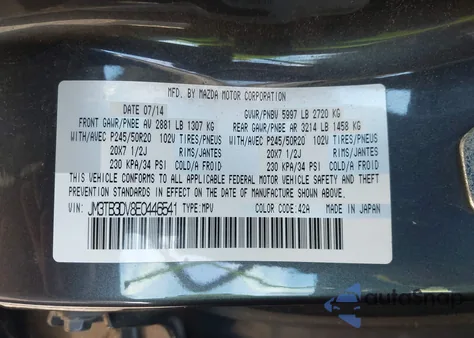 MFD. BY MAZDA MOTOR CORPORATION
DATE 07/14 GVWR/PNBV 5997 LB 2720 KG
FRONT GAWR/PNBE AV 2881 LB 1307 KG REAR GAWR/PNBE AR 3214 LB 1458 KG
WITH/AVEC P245/50R20 102V TIRES/PNEUS WITH/AVEC P245/50R20 102V TIRES/PNEUS
20X7 1/2J RIMS/JANTES 20X7 1/2J RIMS/JANTES
230 KPA/34 PSI COLD/A FROID 230 KPA/34 PSI COLD/A FROID
THIS VEHICLE CONFORMS TO ALL APPLICABLE FEDERAL MOTOR VEHICLE SAFETY AND
THEFT PREVENTION STANDARDS IN EFFECT ON THE DATE OF MANUFACTURE SHOWN ABOVE.
VIN: JM3TB3DV8E0446541 TYPE:MPV COLOR CODE:42A MADE IN JAPAN
autoSnap